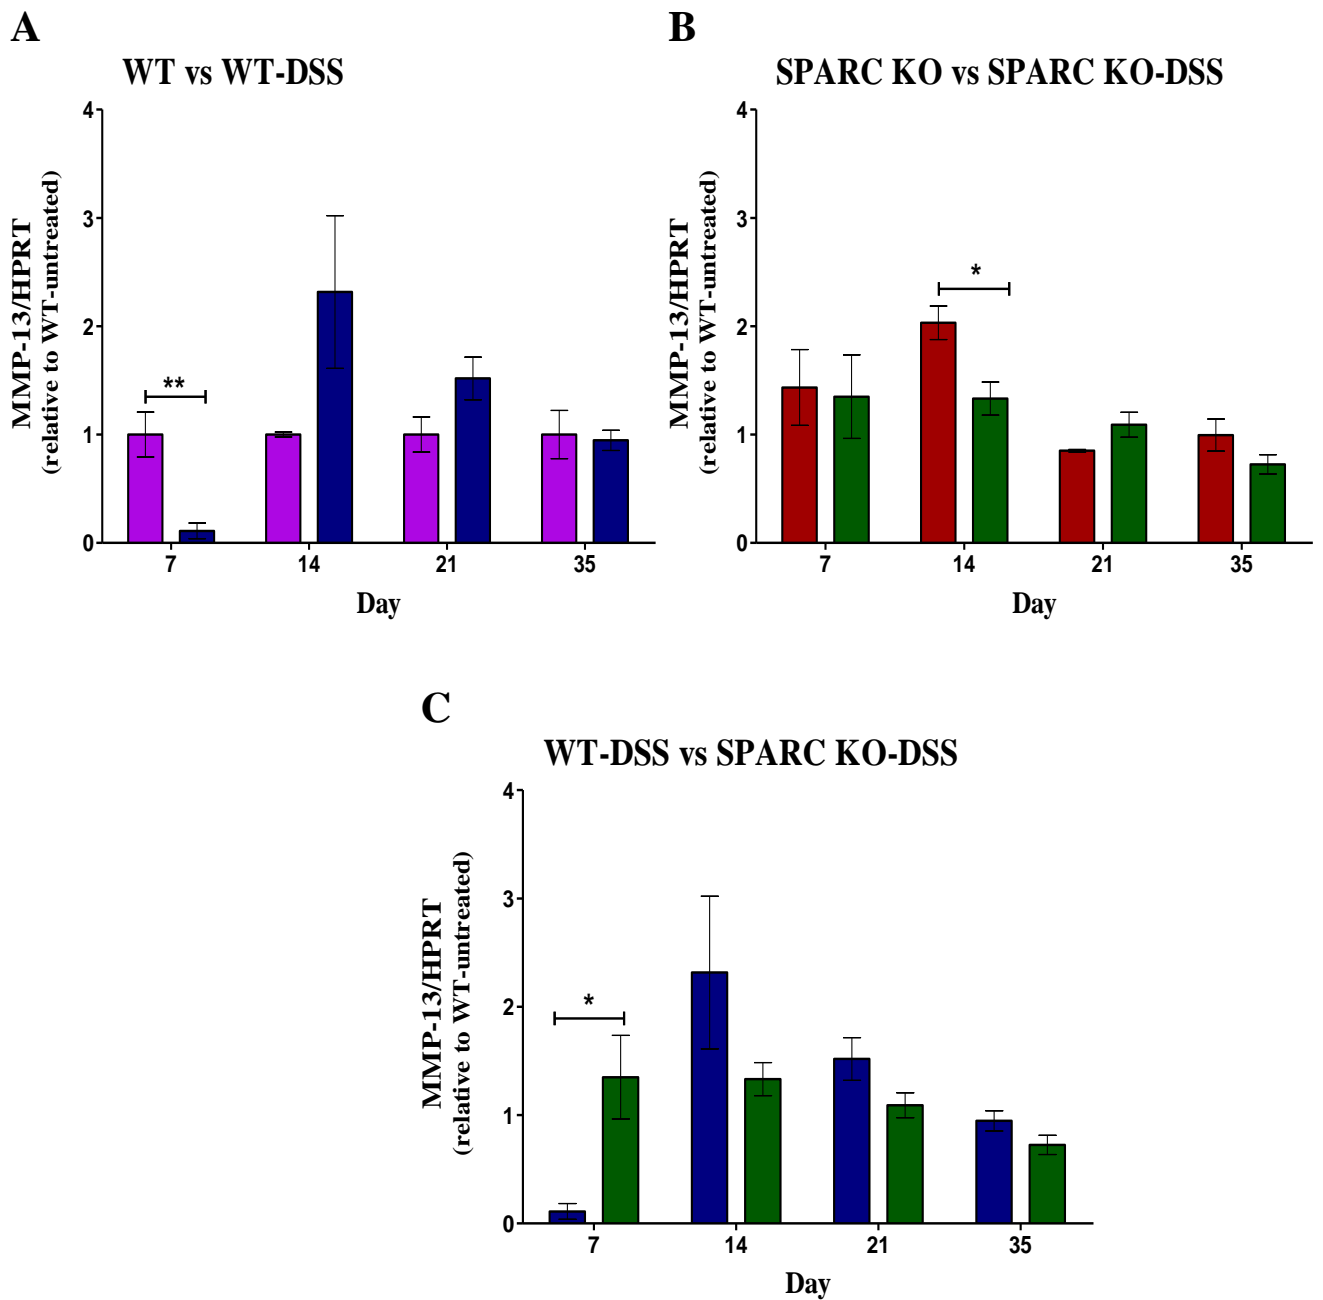 A
WT vs WT-DSS
MMP-13/HPRT
(relative to WT-untreated)
4
3
2
1
0
**
7 14 21 35
Day
B
SPARC KO vs SPARC KO-DSS
MMP-13/HPRT
(relative to WT-untreated)
4
3
2
1
0
*
7 14 21 35
Day
C
WT-DSS vs SPARC KO-DSS
MMP-13/HPRT
(relative to WT-untreated)
4
3
2
1
0
*
7 14 21 35
Day